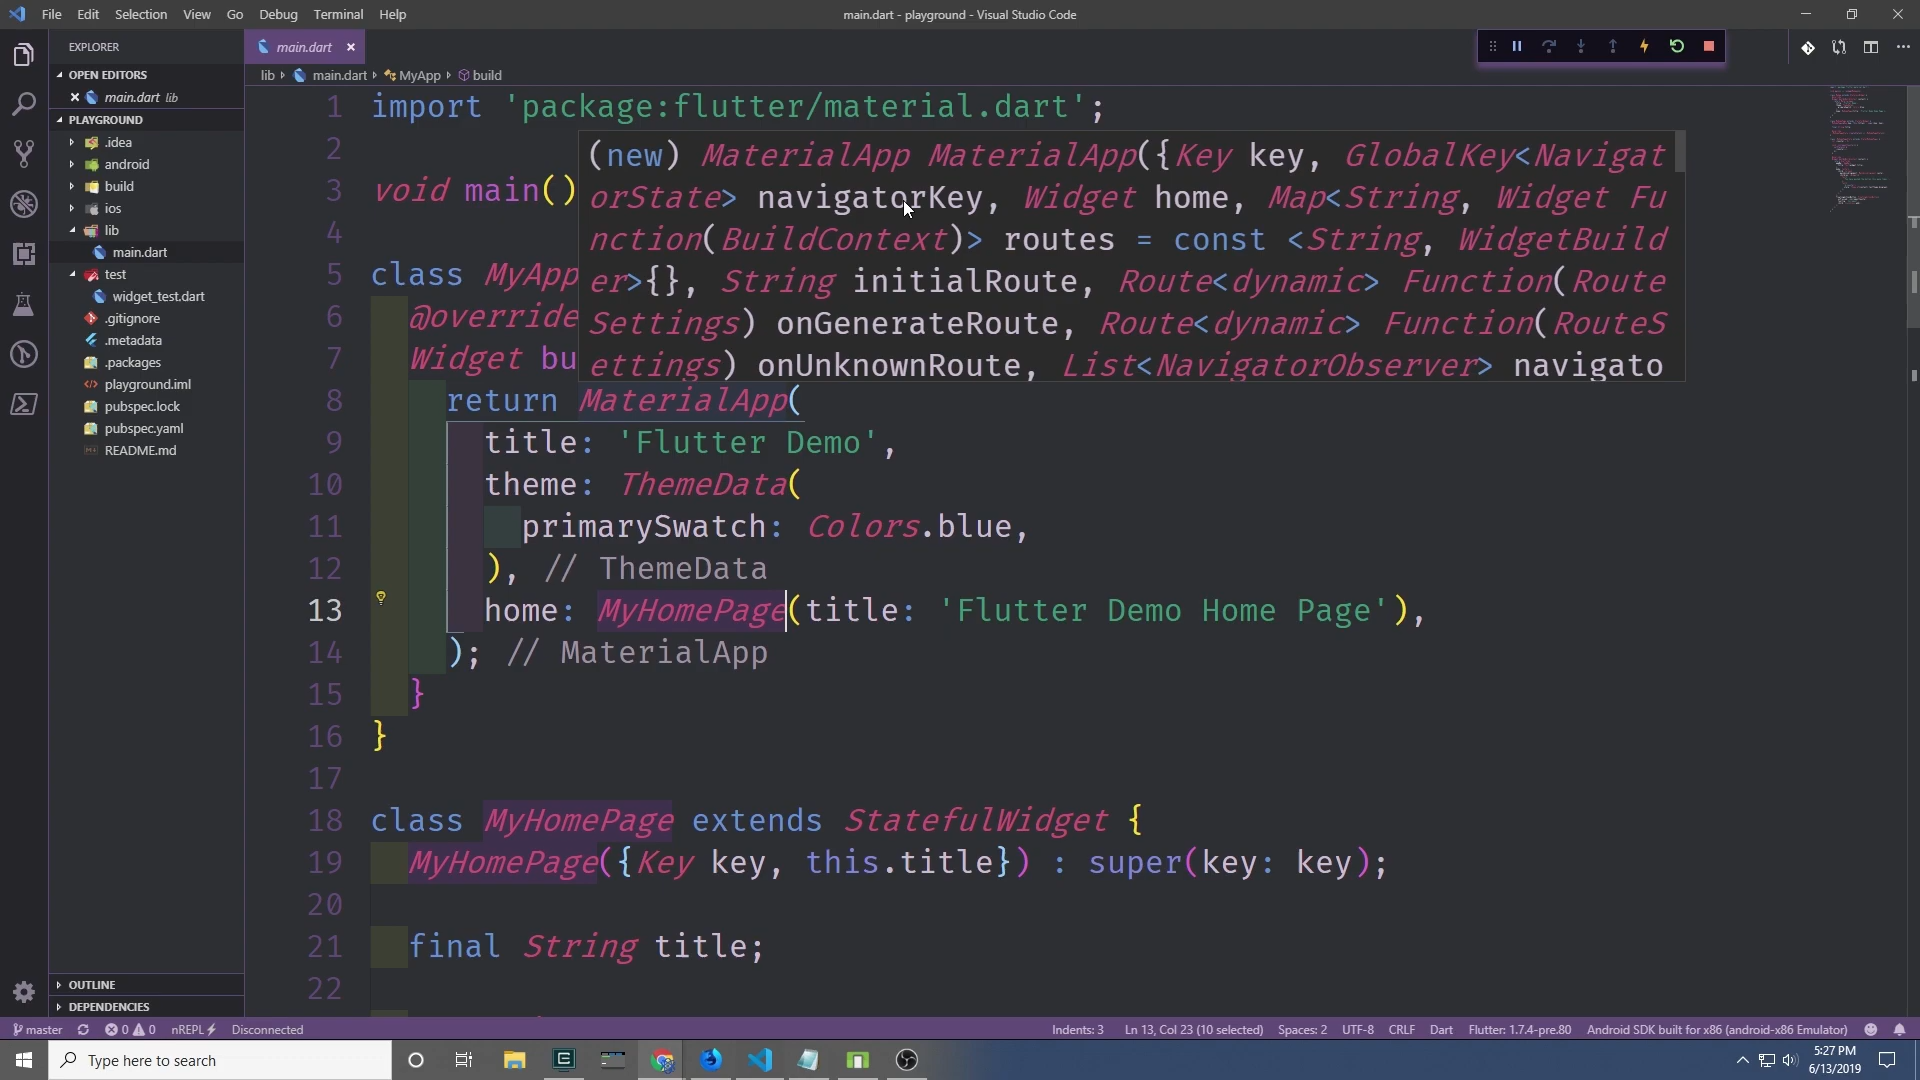 File Edit Selection View Go Debug Terminal Help
main.dart - playground - Visual Studio Code
EXPLORER
OPEN EDITORS
main.dart lib
PLAYGROUND
.idea
android
build
ios
lib
main.dart
test
widget_test.dart
.gitignore
.metadata
.packages
playground.iml
pubspec.lock
pubspec.yaml
README.md
OUTLINE
DEPENDENCIES
main.dart
lib main.dart MyApp build
1 import 'package:flutter/material.dart';
2
3 void main()
4
5 class MyApp
6 @override
7 Widget bu
(new) MaterialApp MaterialApp({Key key, GlobalKey<Navigat
orState> navigatorKey, Widget home, Map<String, Widget Fu
nction(BuildContext)> routes = const <String, WidgetBuild
er>{}, String initialRoute, Route<dynamic> Function(Route
Settings) onGenerateRoute, Route<dynamic> Function(RouteS
ettings) onUnknownRoute, List<NavigatorObserver> navigato
8 return MaterialApp(
9 title: 'Flutter Demo',
10 theme: ThemeData(
11 primarySwatch: Colors.blue,
12 ), // ThemeData
13 home: MyHomePage(title: 'Flutter Demo Home Page'),
14 ); // MaterialApp
15 }
16 }
17
18 class MyHomePage extends StatefulWidget {
19 MyHomePage({Key key, this.title}) : super(key: key);
20
21 final String title;
22
master 0 0 nREPL Disconnected
Indents: 3 Ln 13, Col 23 (10 selected) Spaces: 2 UTF-8 CRLF Dart Flutter: 1.7.4-pre.80 Android SDK built for x86 (android-x86 Emulator)
Type here to search
5:27 PM
6/13/2019